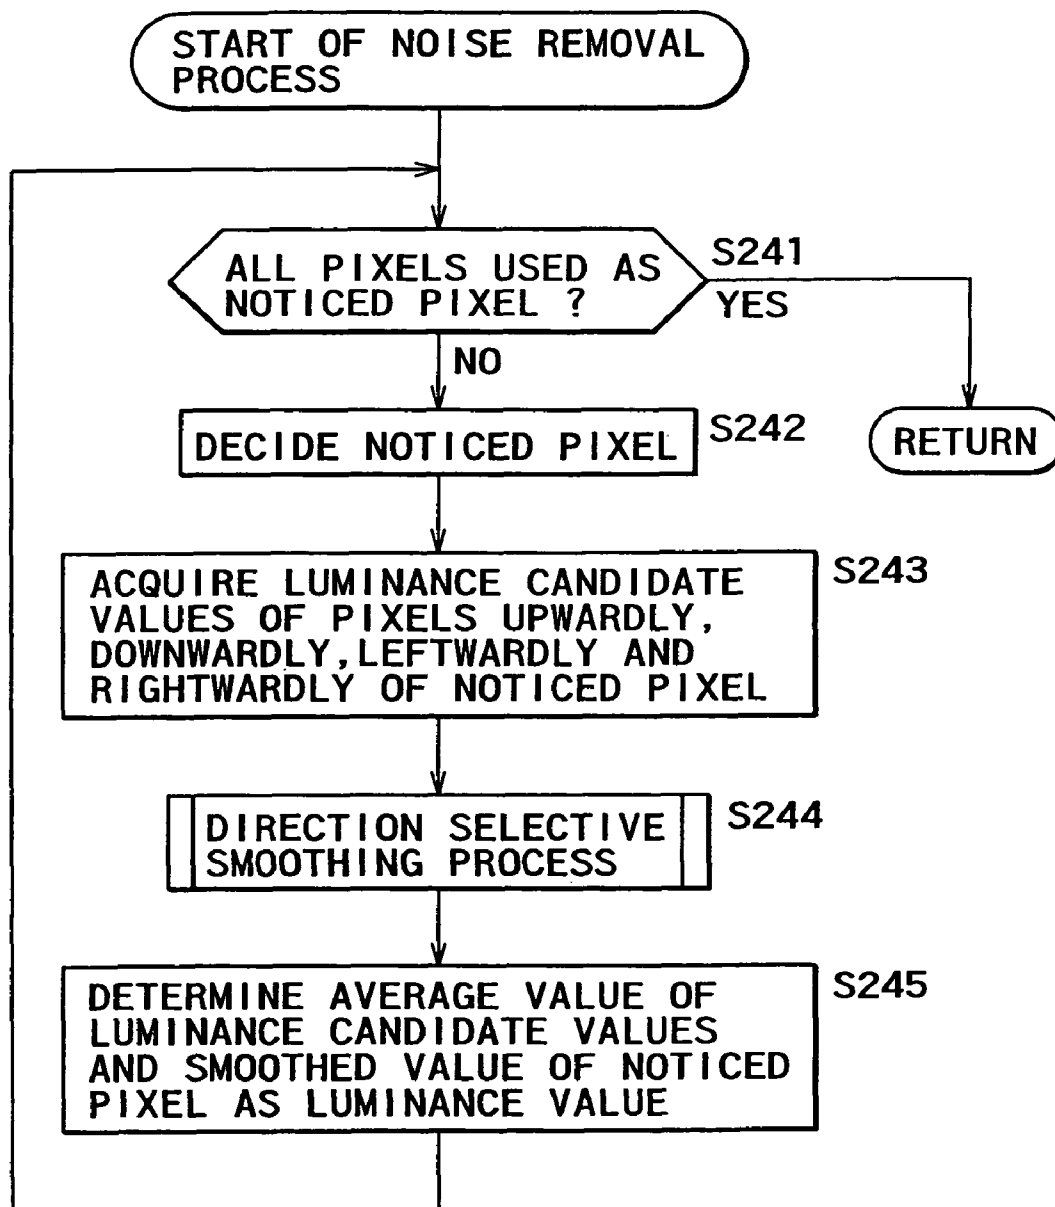 START OF NOISE REMOVAL
PROCESS
ALL PIXELS USED AS
NOTICED PIXEL ?
S241
YES
NO
DECIDE NOTICED PIXEL
S242
RETURN
ACQUIRE LUMINANCE CANDIDATE
VALUES OF PIXELS UPWARDLY,
DOWNWARDLY, LEFTWARDLY AND
RIGHTWARDLY OF NOTICED PIXEL
S243
DIRECTION SELECTIVE
SMOOTHING PROCESS
S244
DETERMINE AVERAGE VALUE OF
LUMINANCE CANDIDATE VALUES
AND SMOOTHED VALUE OF NOTICED
PIXEL AS LUMINANCE VALUE
S245